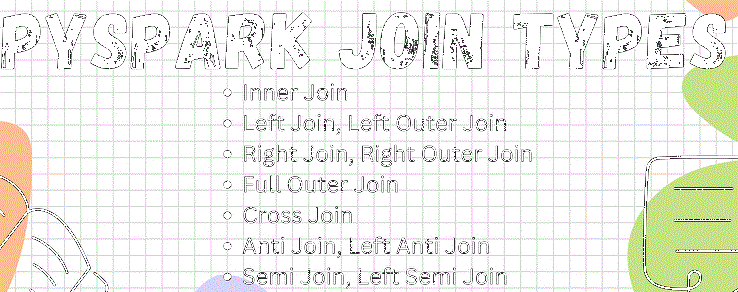 PYSPARK JOIN TYPES
Inner Join
Left Join, Left Outer Join
Right Join, Right Outer Join
Full Outer Join
Cross Join
Anti Join, Left Anti Join
Semi Join, Left Semi Join